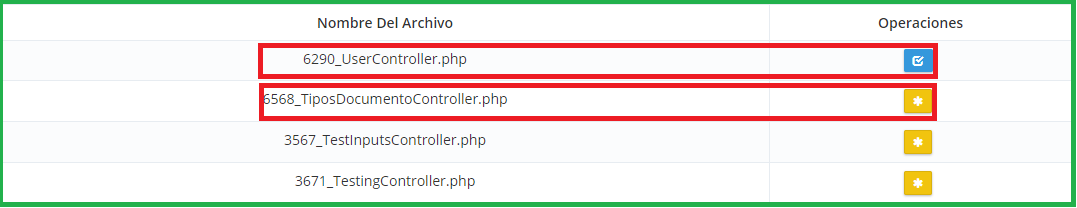 Nombre Del Archivo Operaciones
6290_UserController.php
6568_TiposDocumentoController.php
3567_TestInputsController.php
3671_TestingController.php